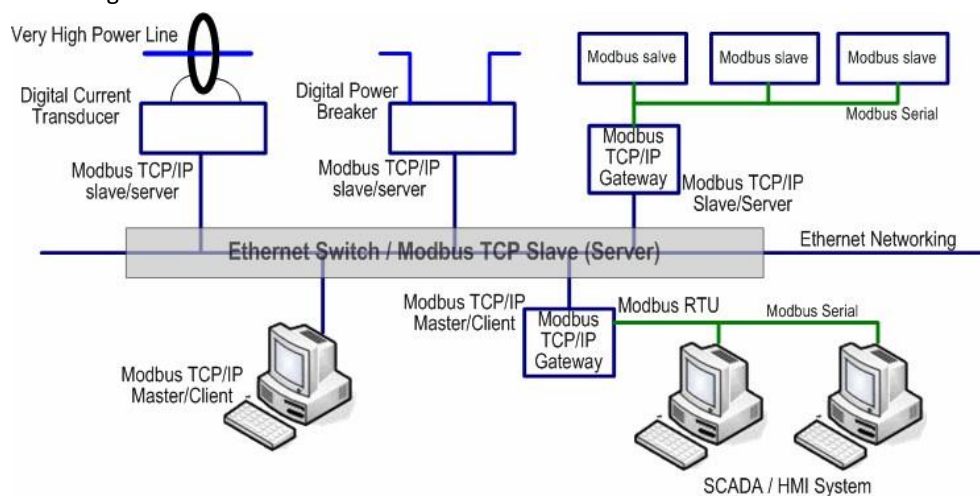 Very High Power Line
Digital Current
Transducer
Modbus TCP/IP
slave/server
Digital Power
Breaker
Modbus TCP/IP
slave/server
Modbus salve
Modbus slave
Modbus slave
Modbus Serial
Modbus
TCP/IP
Gateway
Modbus TCP/IP
Slave/Server
Ethernet Switch / Modbus TCP Slave (Server)
Ethernet Networking
Modbus TCP/IP
Master/Client
Modbus TCP/IP
Master/Client
Modbus
TCP/IP
Gateway
Modbus RTU
Modbus Serial
SCADA / HMI System